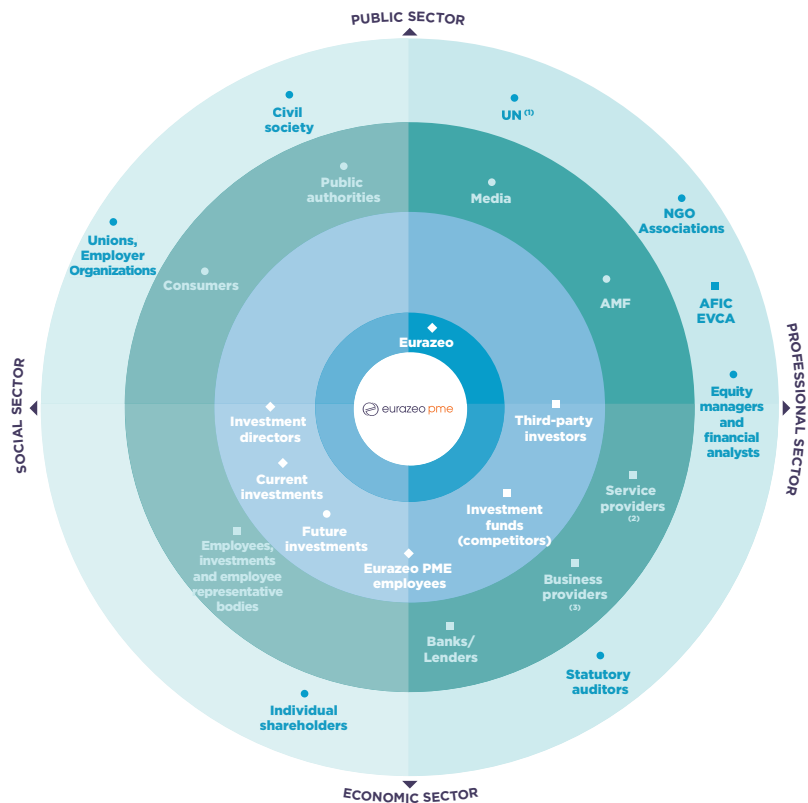 PUBLIC SECTOR
Civil
society
UN (1)
Public
authorities
Media
NGO
Associations
Unions,
Employer
Organizations
Consumers
AMF
AFIC
EVCA
Eurazeo
SOCIAL SECTOR
PROFESSIONAL SECTOR
eurazeo pme
Equity
managers
and
financial
analysts
Investment
directors
Third-party
investors
Current
investments
Service
providers
(2)
Investment
funds
(competitors)
Future
investments
Employees,
investments
and employee
representative
bodies
Eurazeo PME
employees
Business
providers
(3)
Banks/
Lenders
Statutory
auditors
Individual
shareholders
ECONOMIC SECTOR